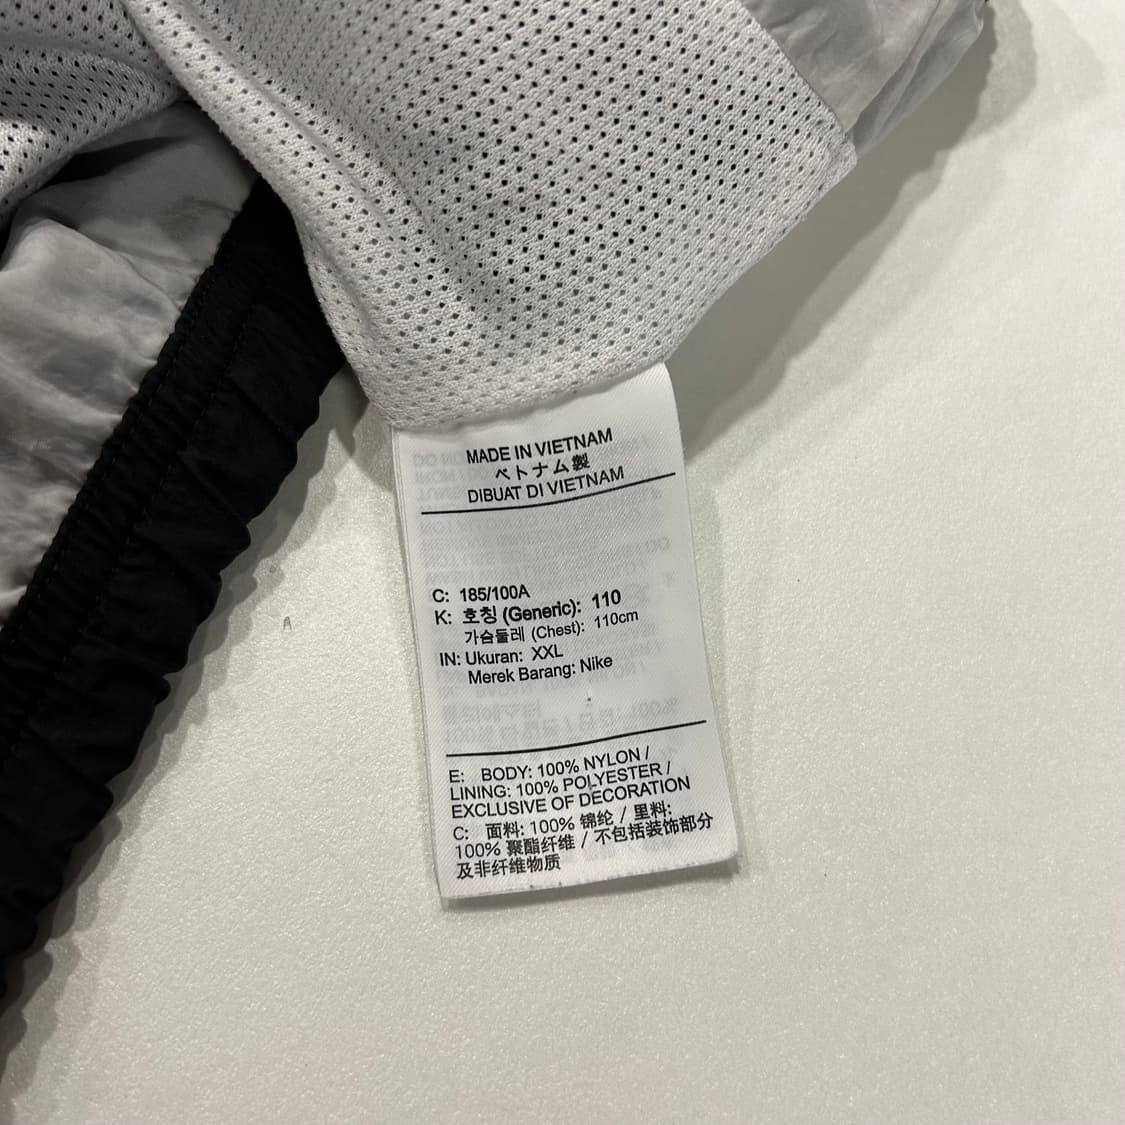 MADE IN VIETNAM
ベトナム製
DIBUAT DI VIETNAM
C: 185/100A
K: 호칭 (Generic): 110
가슴둘레 (Chest): 110cm
IN: Ukuran: XXL
Merek Barang: Nike
E: BODY: 100% NYLON /
LINING: 100% POLYESTER /
EXCLUSIVE OF DECORATION
C: 面料: 100% 锦纶 / 里料:
100% 聚酯纤维 / 不包括装饰部分
及非纤维物质